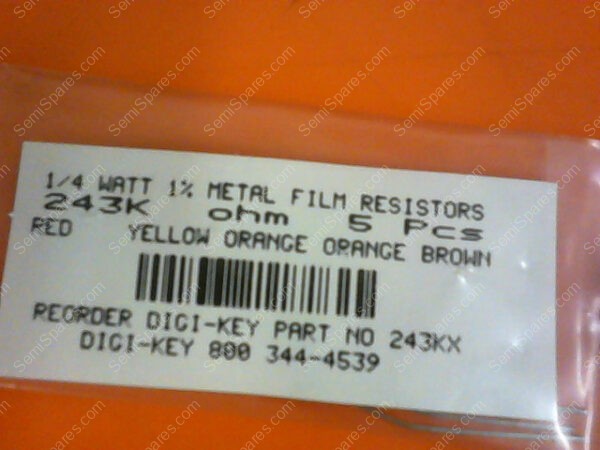 1/4 WATT 1% METAL FILM RESISTORS
243K ohm 5 Pcs
RED YELLOW ORANGE ORANGE BROWN
REORDER DIGI-KEY PART NO 243KX
DIGI-KEY 800 344-4539
SemiSpares.com